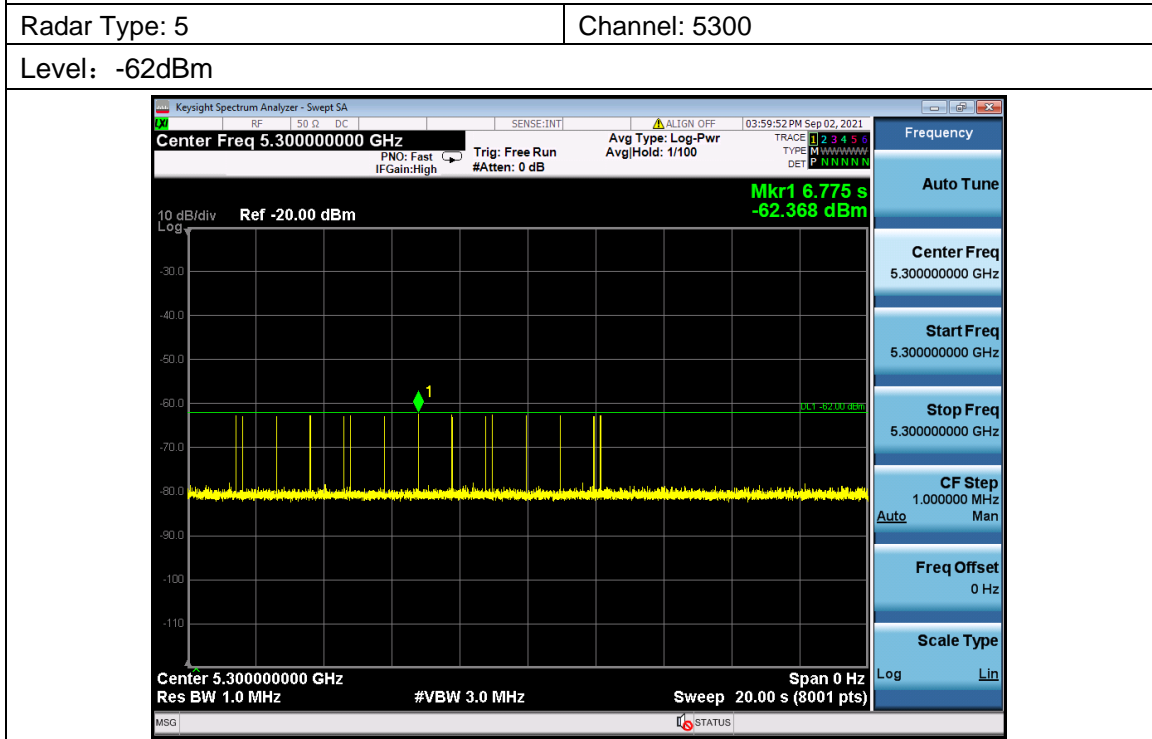 Radar Type: 5
Channel: 5300
Level：-62dBm
Keysight Spectrum Analyzer - Swept SA
LXI RF 50 Ω DC SENSE:INT ALIGN OFF 03:59:52 PM Sep 02, 2021
Center Freq 5.300000000 GHz
PNO: Fast
IFGain:High
Trig: Free Run
#Atten: 0 dB
Avg Type: Log-Pwr
Avg|Hold: 1/100
TRACE 1 2 3 4 5 6
TYPE M WWWWW
DET P N N N N N
Mkr1 6.775 s
-62.368 dBm
10 dB/div Ref -20.00 dBm
Log
-30.0
-40.0
-50.0
1
-60.0
DL1 -62.00 dBm
-70.0
-80.0
-90.0
-100
-110
Center 5.300000000 GHz Span 0 Hz
Res BW 1.0 MHz #VBW 3.0 MHz Sweep 20.00 s (8001 pts)
MSG STATUS
Frequency
Auto Tune
Center Freq
5.300000000 GHz
Start Freq
5.300000000 GHz
Stop Freq
5.300000000 GHz
CF Step
1.000000 MHz
Auto Man
Freq Offset
0 Hz
Scale Type
Log Lin